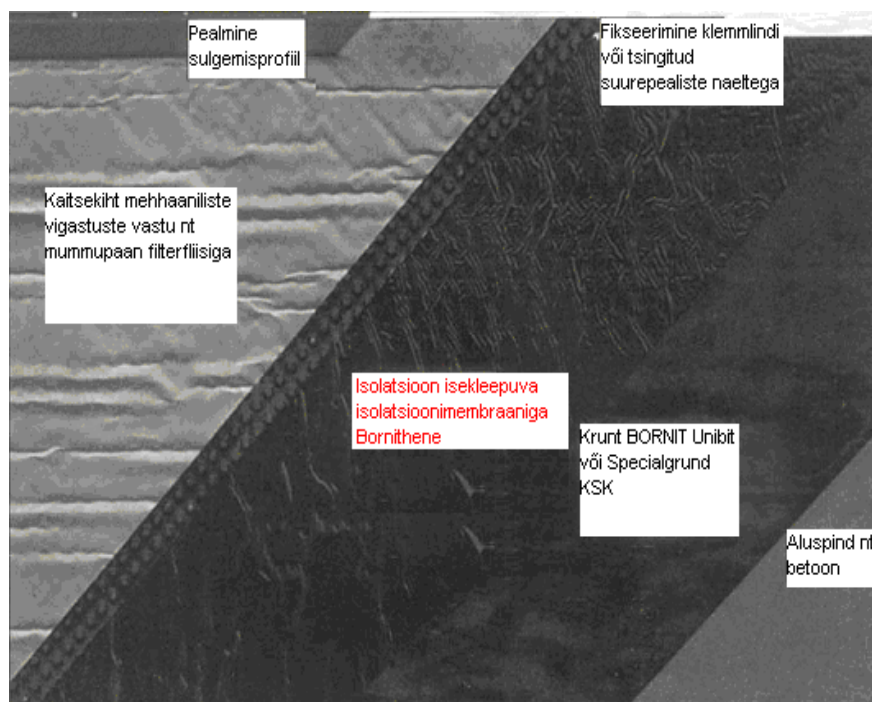 Pealmine
sulgemisprofiil
Fikseerimine klemmlindi
või tsingitud
suurepealiste naeltega
Kaitsekiht mehhaaniliste
vigastuste vastu nt
mummupaan filterfliisiga
Isolatsioon isekleepuva
isolatsioonimembraaniga
Bornithene
Krunt BORNIT Unibit
või Specialgrund
KSK
Aluspind nt
betoon